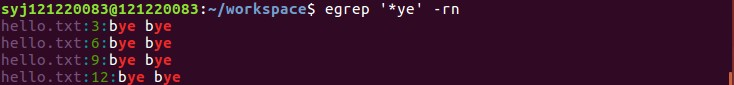 syj121220083@121220083:~/workspace$ egrep '*ye' -rn
hello.txt:3:bye bye
hello.txt:6:bye bye
hello.txt:9:bye bye
hello.txt:12:bye bye